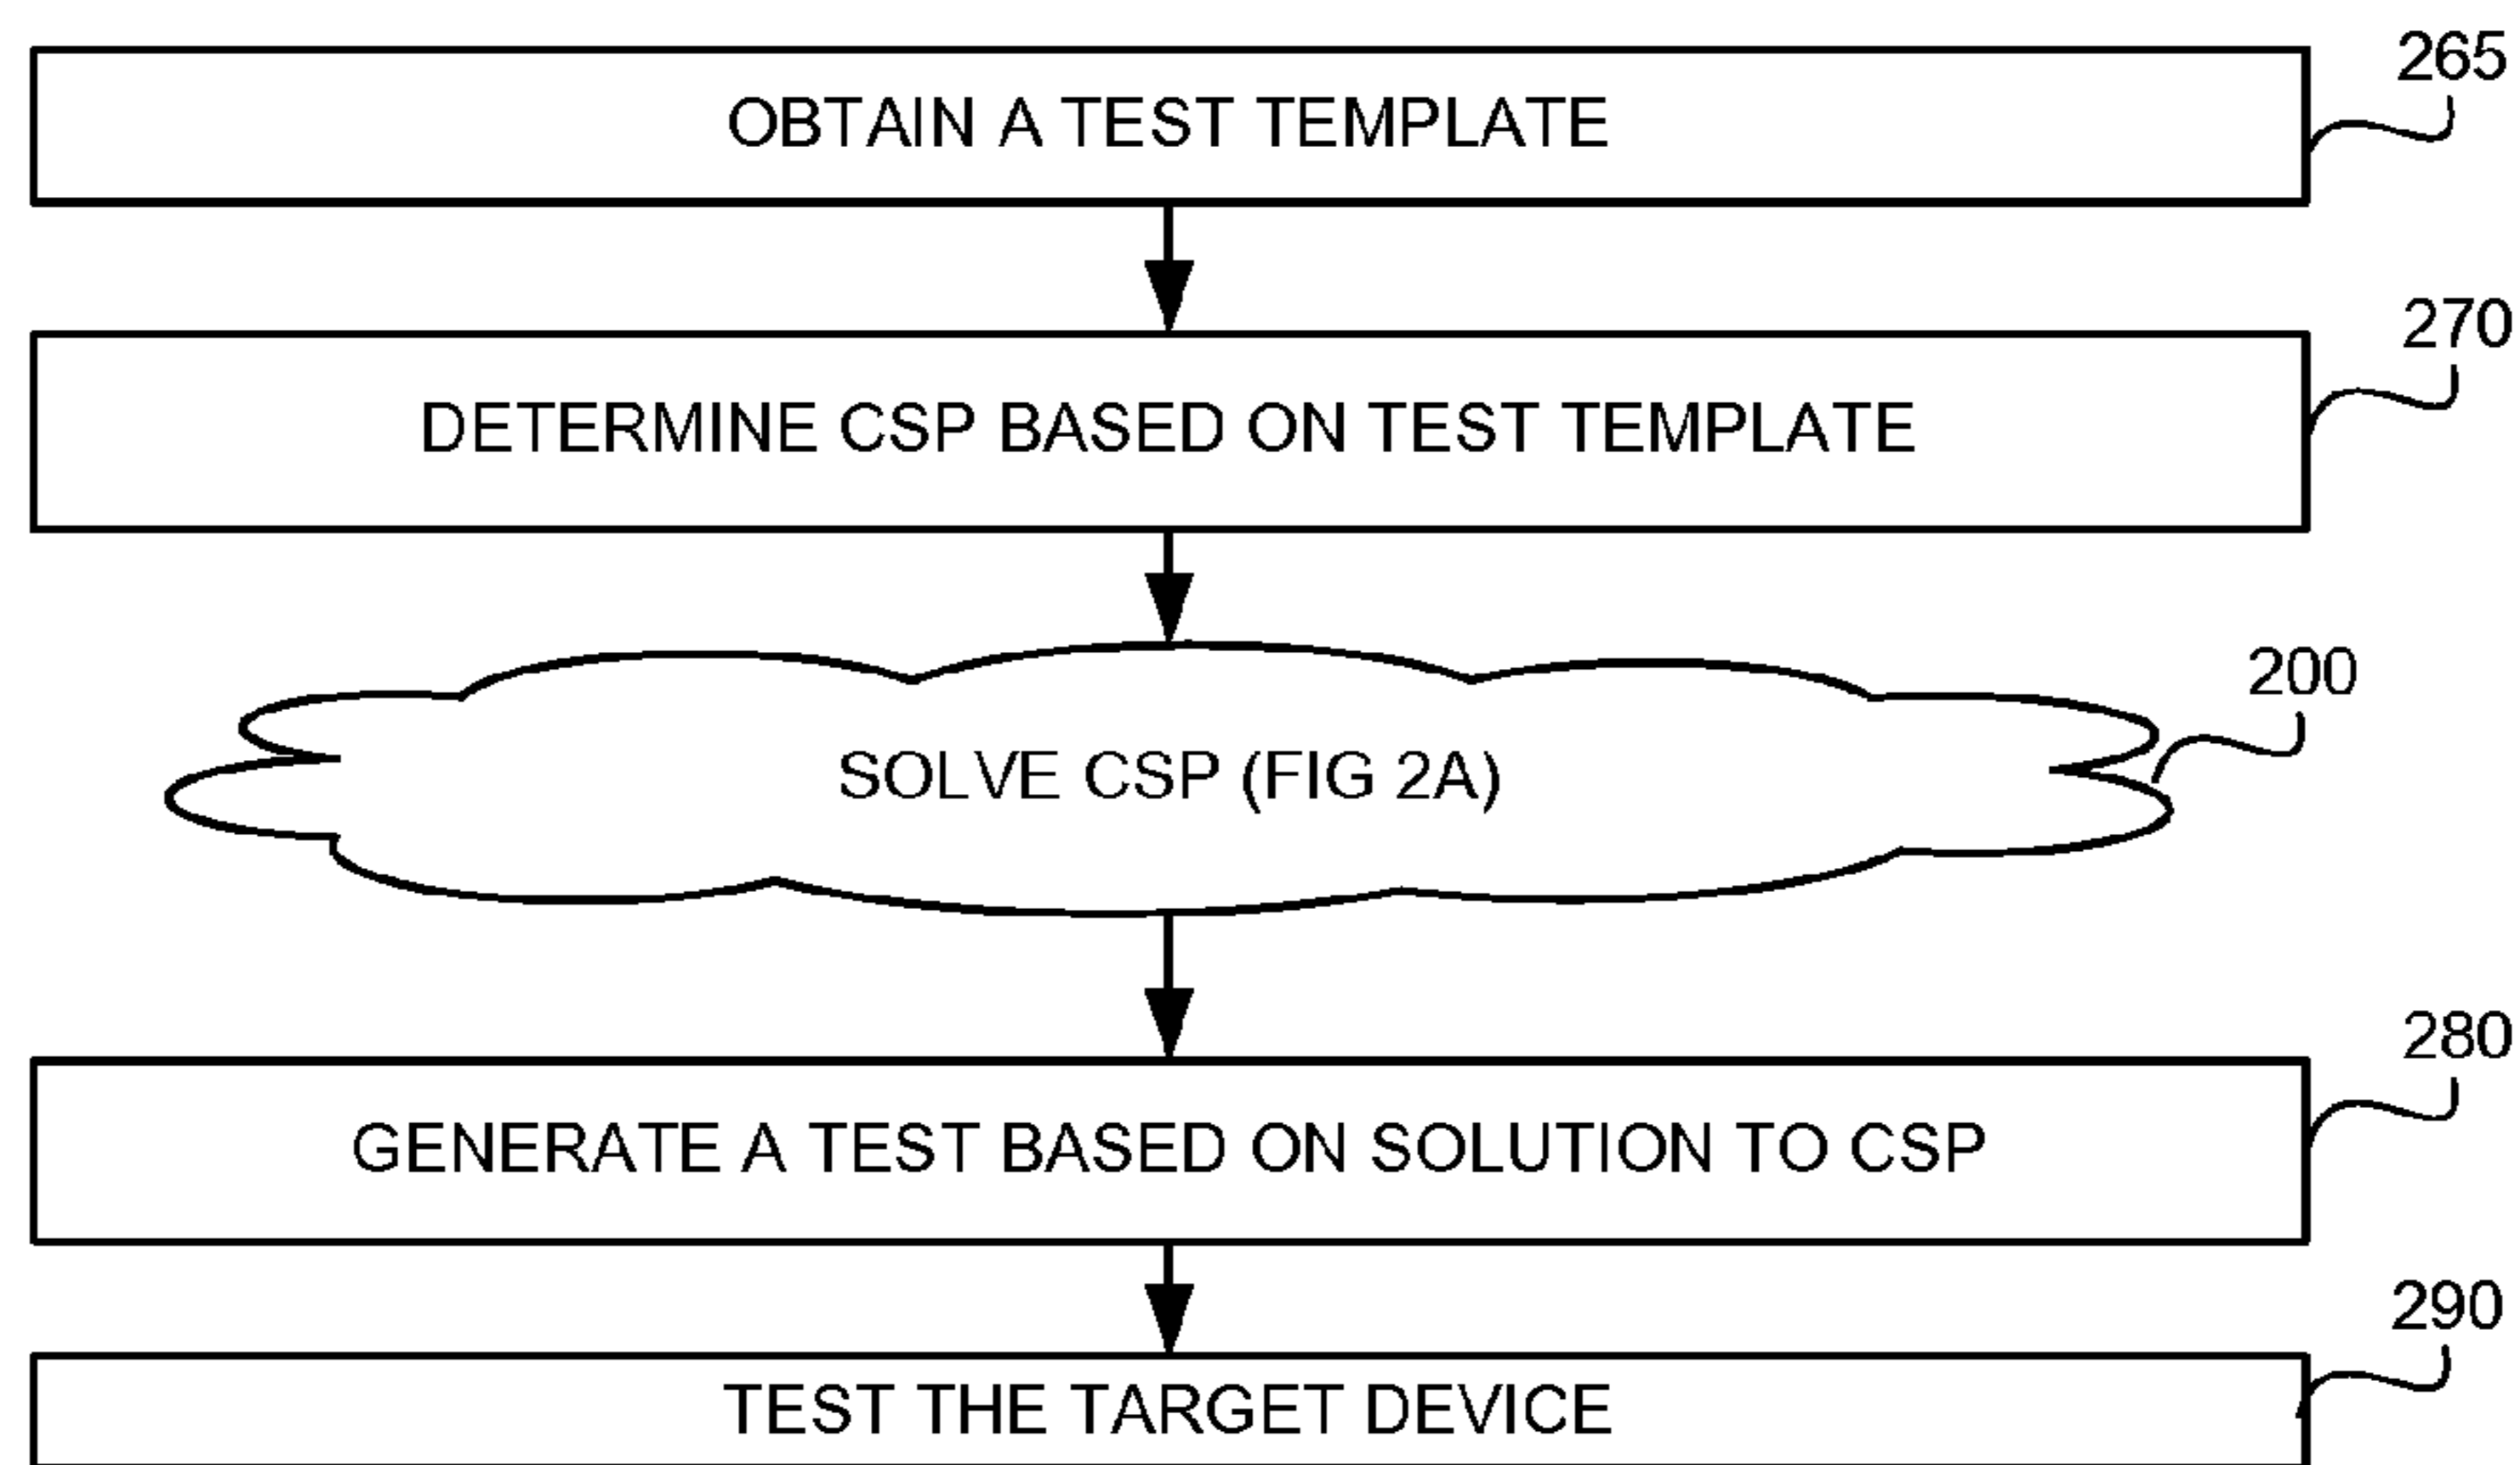 265
OBTAIN A TEST TEMPLATE
270
DETERMINE CSP BASED ON TEST TEMPLATE
200
SOLVE CSP (FIG 2A)
280
GENERATE A TEST BASED ON SOLUTION TO CSP
290
TEST THE TARGET DEVICE